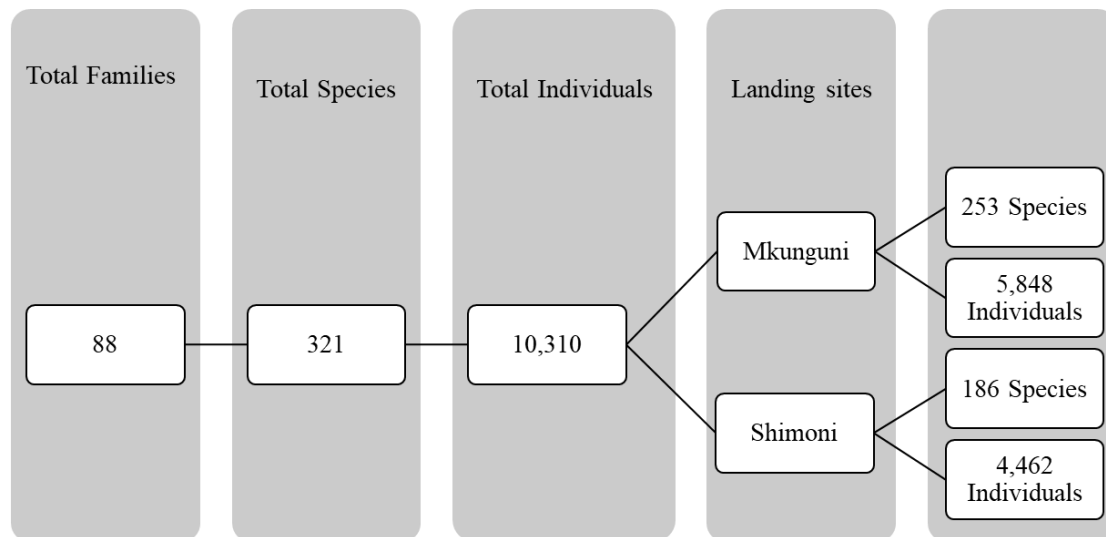 Total Families
Total Species
Total Individuals
Landing sites
88
321
10,310
Mkunguni
253 Species
5,848
Individuals
Shimoni
186 Species
4,462
Individuals